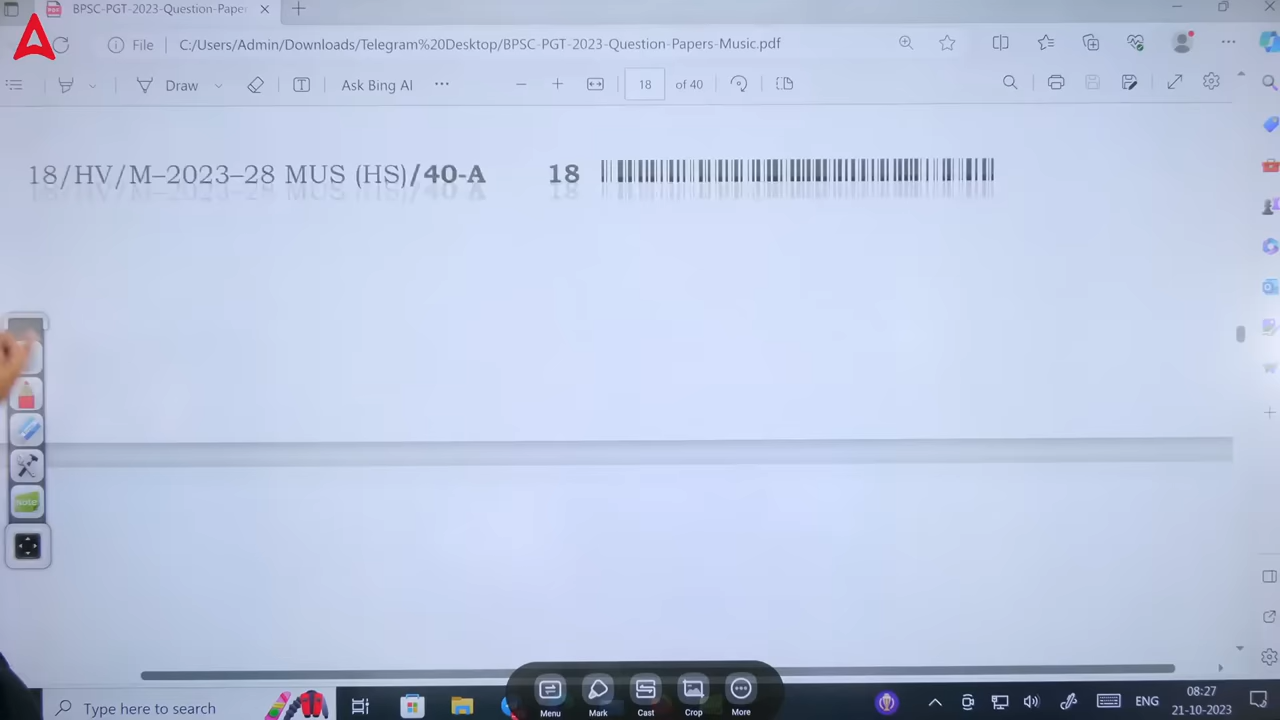 BPSC-PGT-2023-Question-Paper
File
C:/Users/Admin/Downloads/Telegram%20Desktop/BPSC-PGT-2023-Question-Papers-Music.pdf
Draw
Ask Bing AI
18 of 40
18/HV/M–2023–28 MUS (HS)/40-A 18
Note
Menu
Mark
Cast
Crop
More
Type here to search
ENG
08:27
21-10-2023